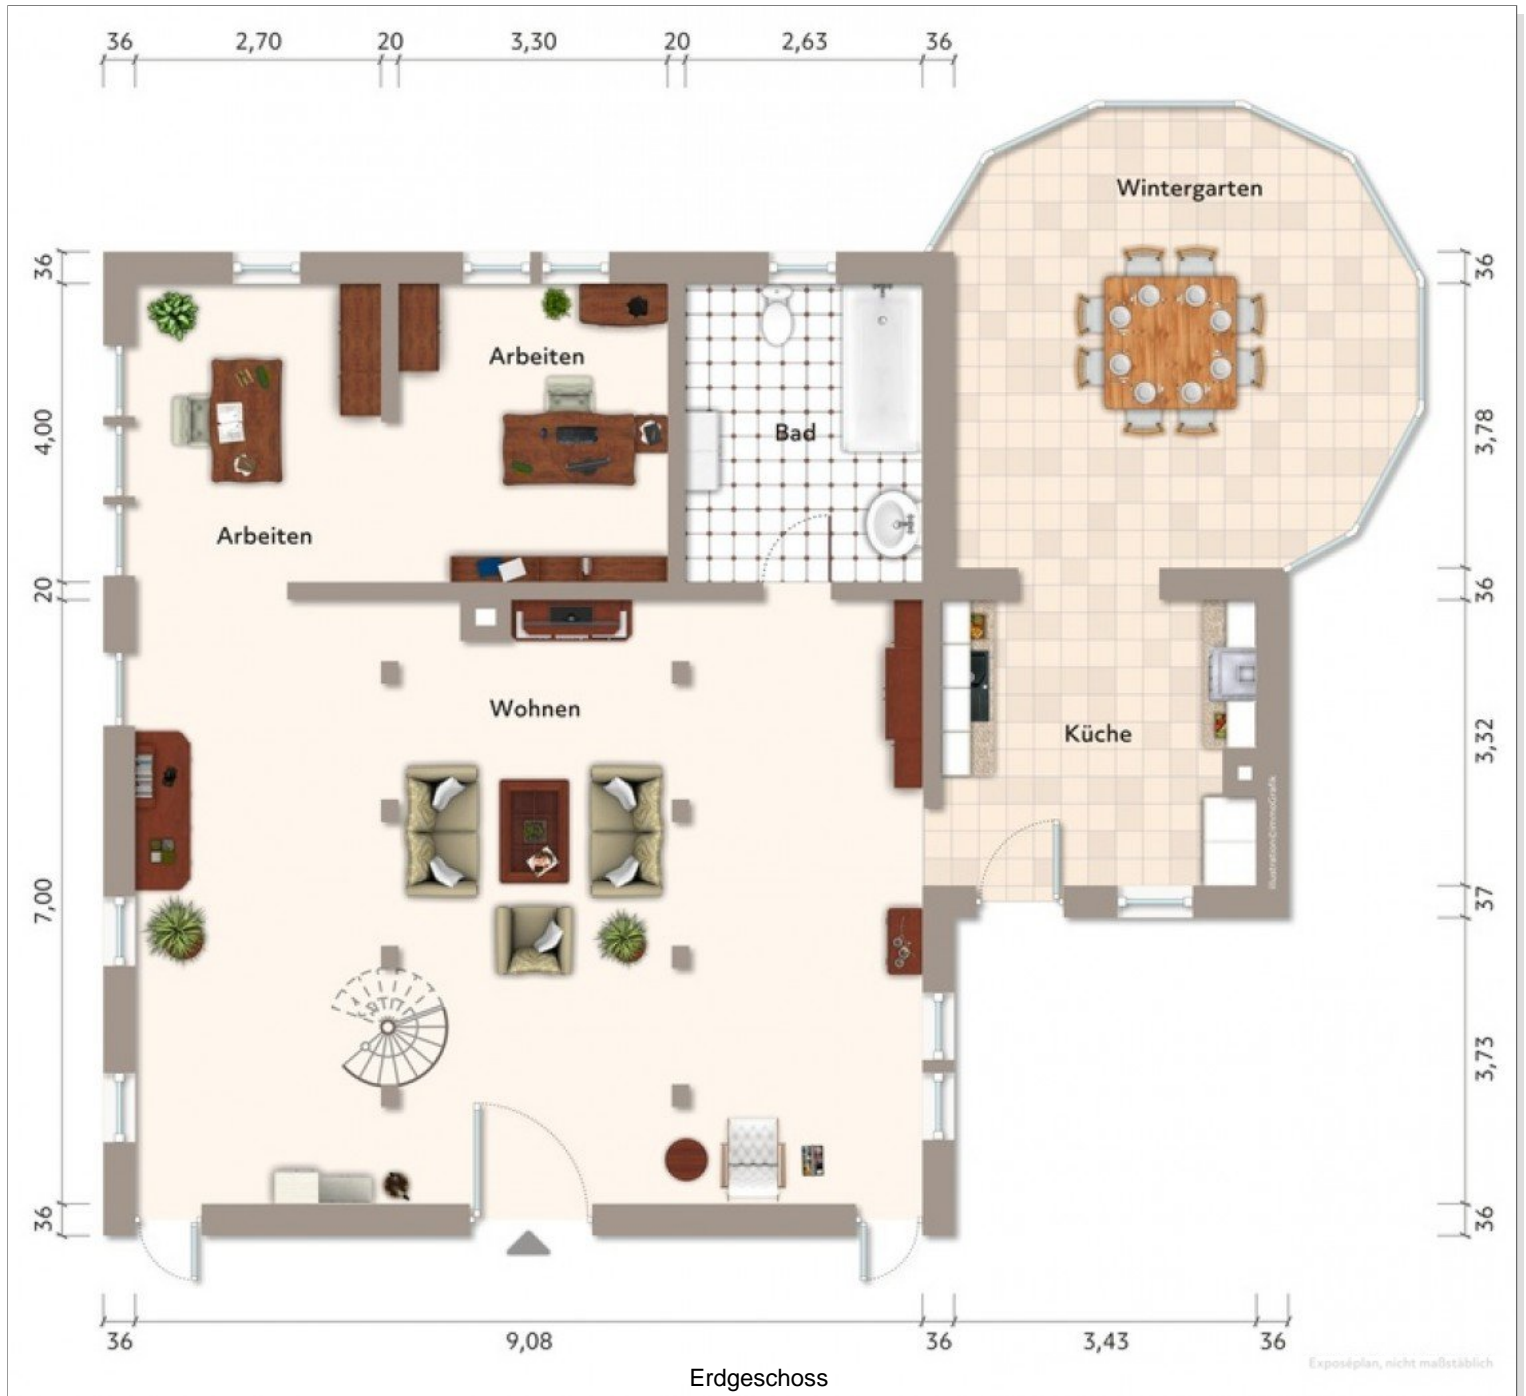 36 2,70 20 3,30 20 2,63 36
Wintergarten
36
4,00
20
7,00
36
36
3,78
36
3,32
37
3,73
36
Arbeiten
Bad
Arbeiten
Wohnen
Küche
Illustration©immoGrafik
36 9,08 36 3,43 36
Exposéplan, nicht maßstäblich
Erdgeschoss